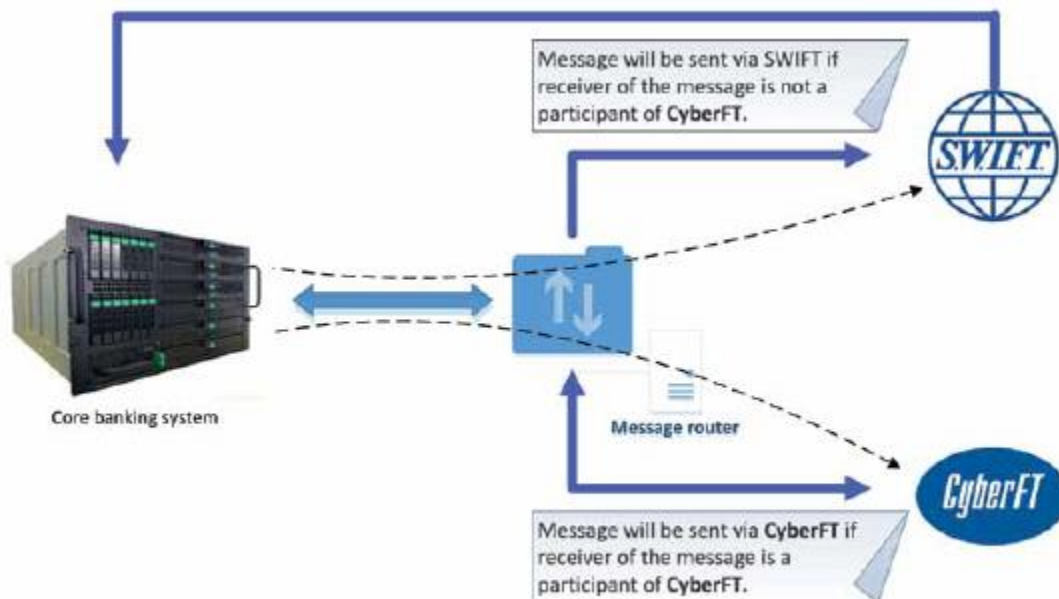 Message will be sent via SWIFT if
receiver of the message is not a
participant of CyberFT.
S.W.I.F.T.
Core banking system
Message router
CyberFT
Message will be sent via CyberFT if
receiver of the message is a
participant of CyberFT.